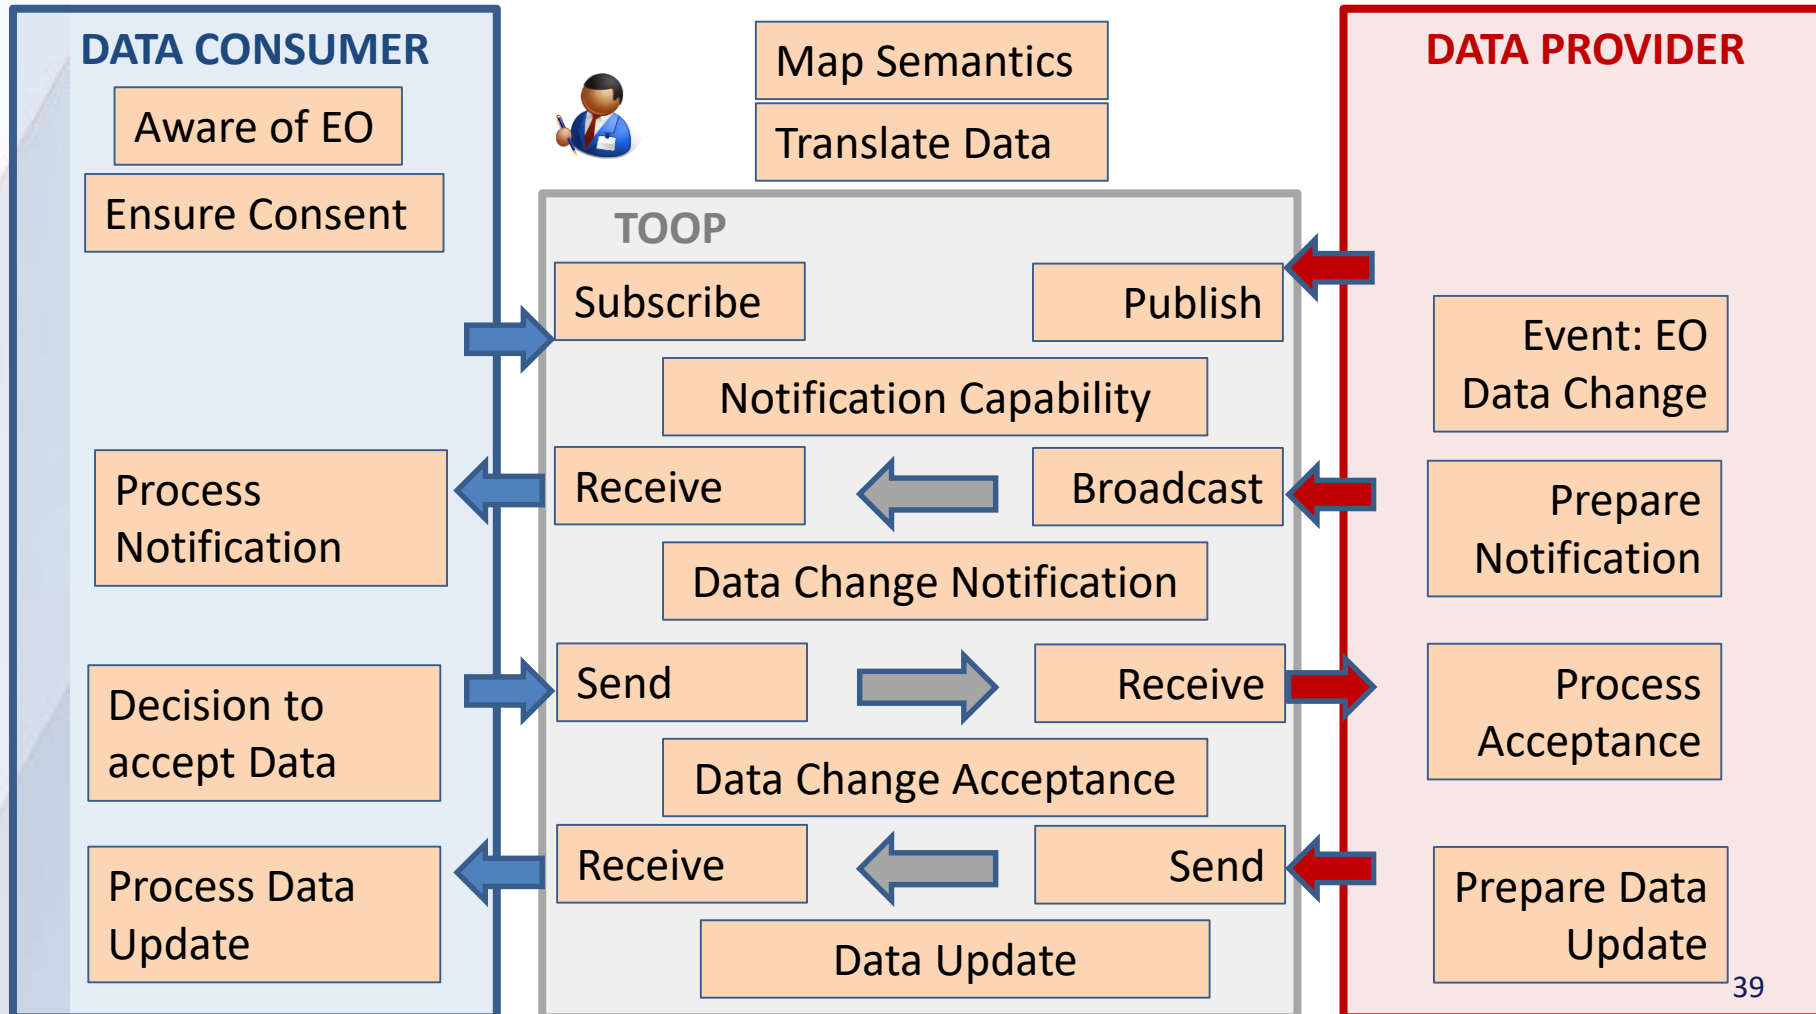 DATA CONSUMER
Aware of EO
Ensure Consent
Process
Notification
Decision to
accept Data
Process Data
Update
Map Semantics
Translate Data
TOOP
Subscribe
Publish
Notification Capability
Receive
Broadcast
Data Change Notification
Send
Receive
Data Change Acceptance
Receive
Send
Data Update
DATA PROVIDER
Event: EO
Data Change
Prepare
Notification
Process
Acceptance
Prepare Data
Update
39